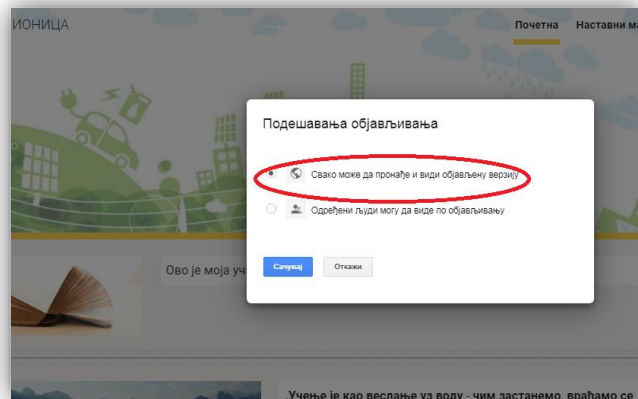 ИОНИЦА
Почетна Наставни ма
Подешавања објављивања
Свако може да пронађе и види објављену верзију
Одређени људи могу да виде по објављивању
Сачувај Откажи
Ово је моја уч
„Учење је као веслање уз воду - чим застанемо, враћамо се